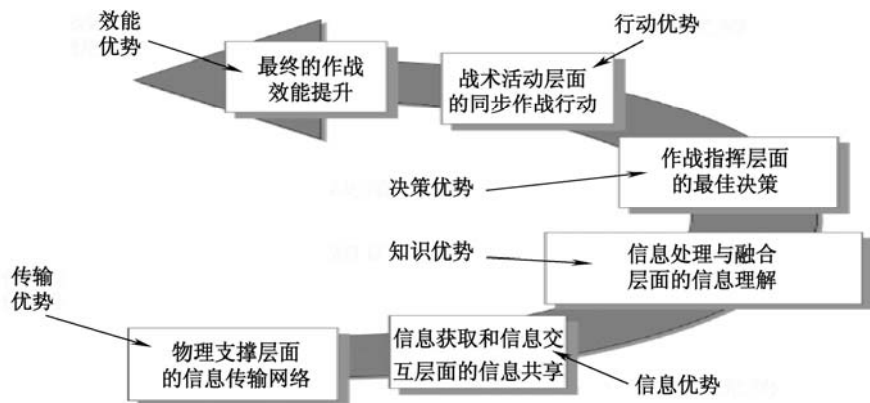 效能
优势
最终的作战
效能提升
行动优势
战术活动层面
的同步作战行动
作战指挥层面
的最佳决策
决策优势
知识优势
信息处理与融合
层面的信息理解
传输
优势
物理支撑层面
的信息传输网络
信息获取和信息交
互层面的信息共享
信息优势